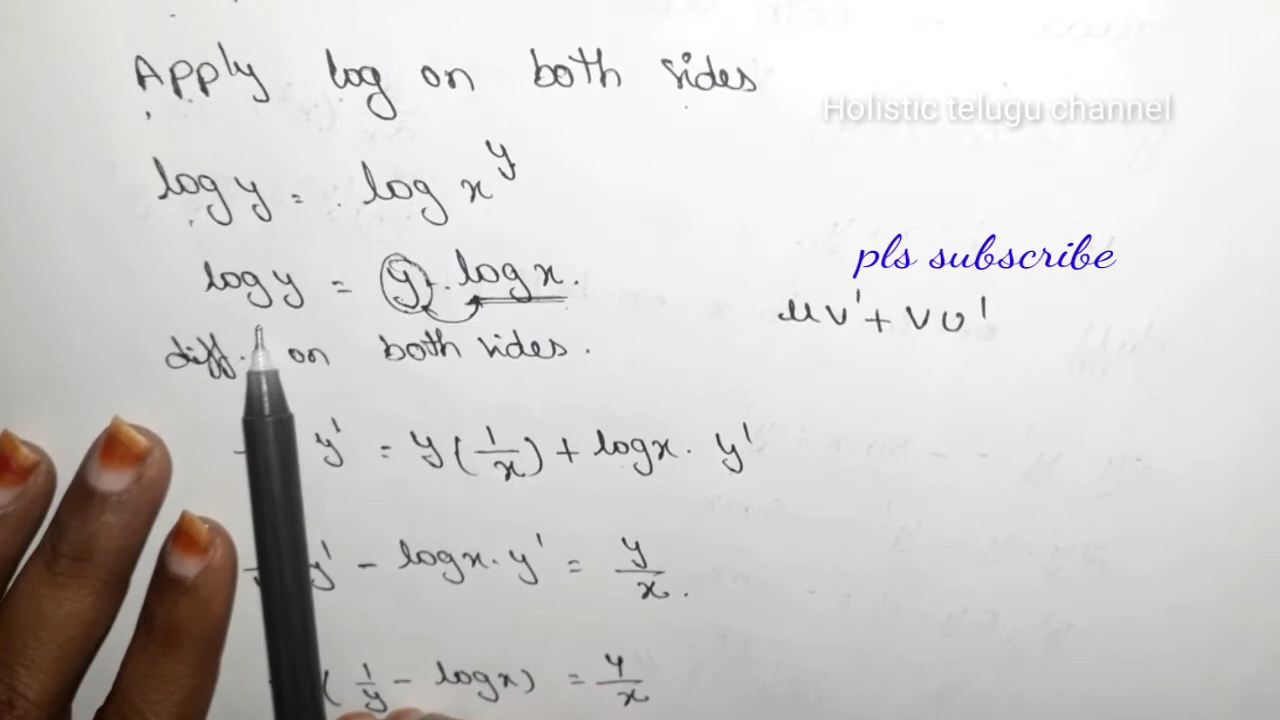 Apply log on both sides
Holistic telugu channel
log y = log x^y
log y = y · log x.
pls subscribe
uv' + vu'
diff. on both sides.
y' = y(1/x) + log x · y'
y' - log x · y' = y/x.
(1/y - log x) = y/x